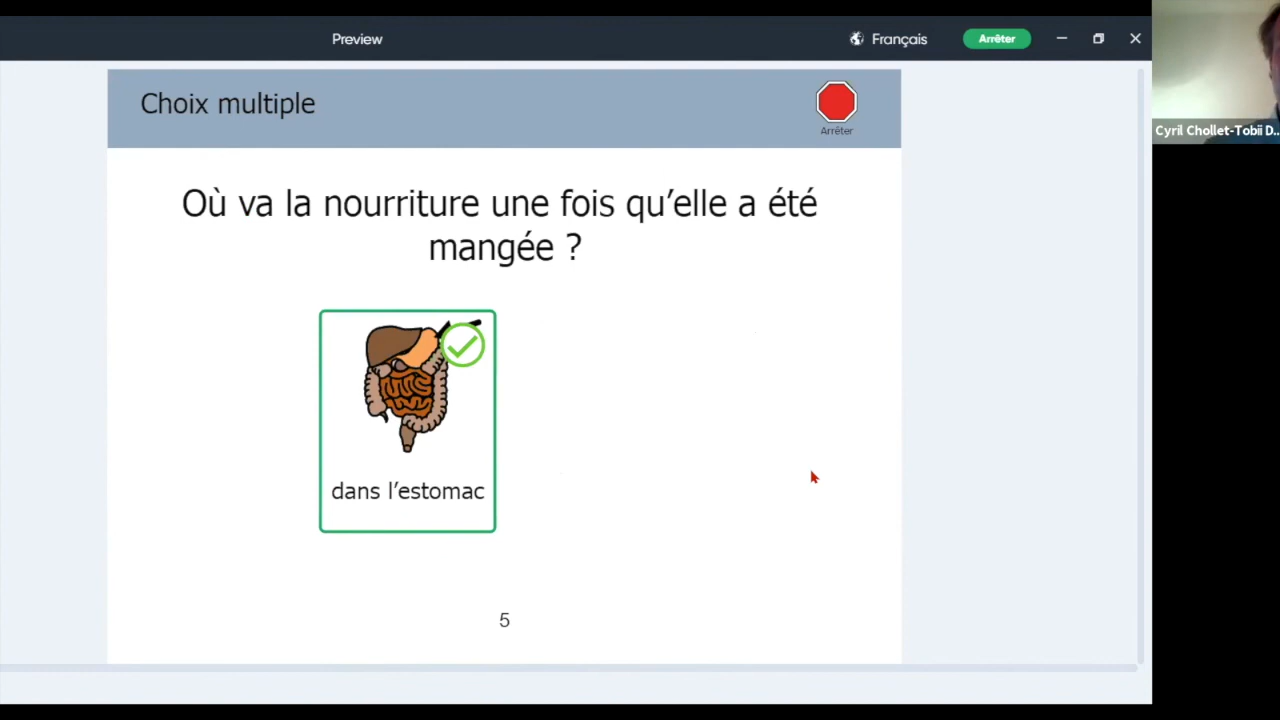 Preview
Français
Arrêter
Choix multiple
Arrêter
Où va la nourriture une fois qu’elle a été
mangée ?
dans l’estomac
5
Cyril Chollet-Tobii D...